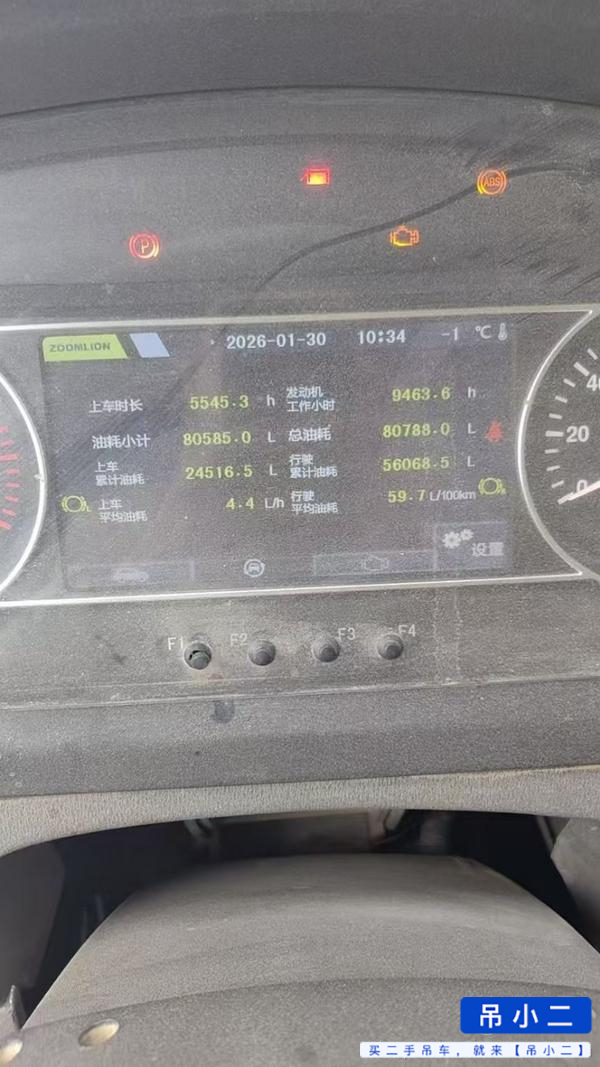 ABS
P
ZOOMLION
2026-01-30 10:34 -1 ℃
上车时长 5545.3 h 发动机工作小时 9463.6 h
油耗小计 80585.0 L 总油耗 80788.0 L
上车累计油耗 24516.5 L 行驶累计油耗 56068.5 L
上车平均油耗 4.4 L/h 行驶平均油耗 59.7 L/100km
设置
40
20
0
F1 F2 F3 F4
吊小二
买二手吊车，就来【吊小二】